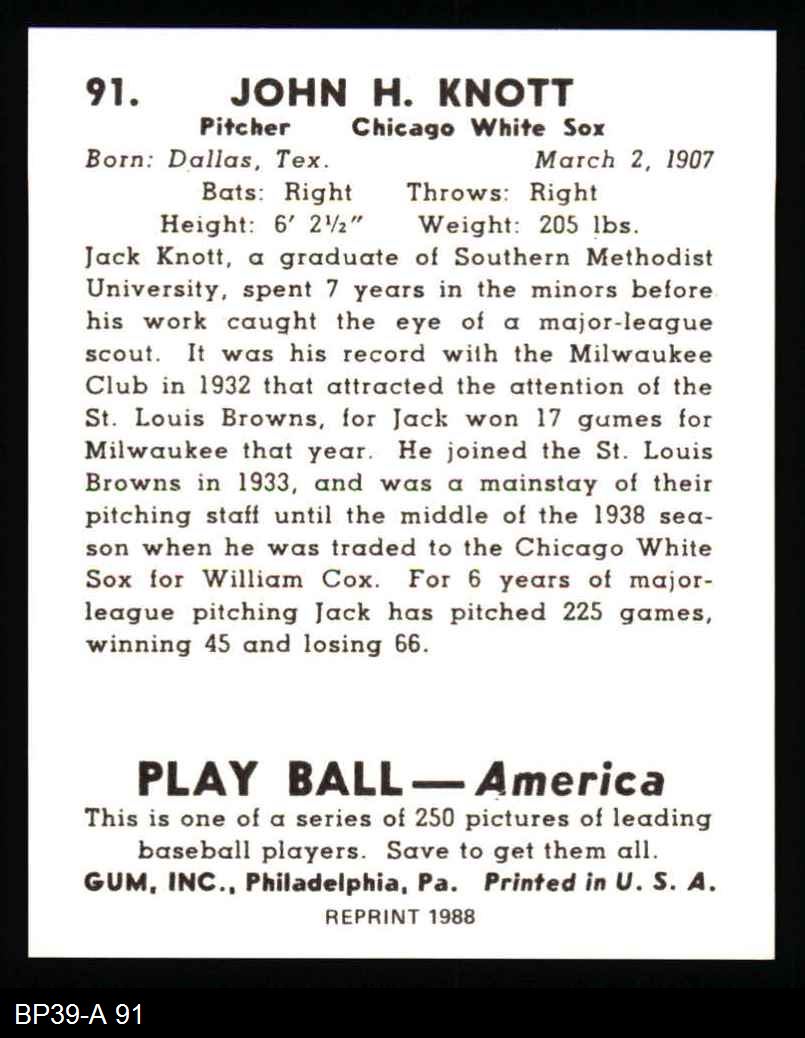 91. JOHN H. KNOTT
Pitcher Chicago White Sox
Born: Dallas, Tex. March 2, 1907
Bats: Right Throws: Right
Height: 6' 2½" Weight: 205 lbs.
Jack Knott, a graduate of Southern Methodist
University, spent 7 years in the minors before
his work caught the eye of a major-league
scout. It was his record with the Milwaukee
Club in 1932 that attracted the attention of the
St. Louis Browns, for Jack won 17 games for
Milwaukee that year. He joined the St. Louis
Browns in 1933, and was a mainstay of their
pitching staff until the middle of the 1938 sea-
son when he was traded to the Chicago White
Sox for William Cox. For 6 years of major-
league pitching Jack has pitched 225 games,
winning 45 and losing 66.
PLAY BALL—America
This is one of a series of 250 pictures of leading
baseball players. Save to get them all.
GUM, INC., Philadelphia, Pa. Printed in U. S. A.
REPRINT 1988
BP39-A 91